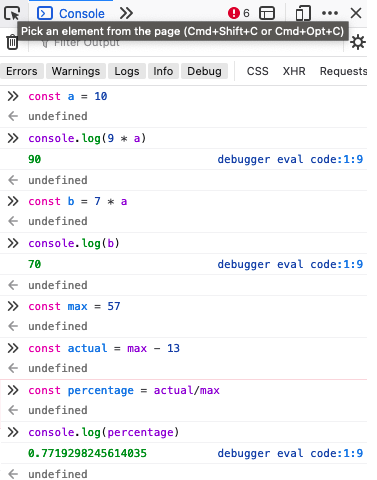 Console
6
Pick an element from the page (Cmd+Shift+C or Cmd+Opt+C)
Filter Output
Errors Warnings Logs Info Debug CSS XHR Requests
const a = 10
undefined
console.log(9 * a)
90 debugger eval code:1:9
undefined
const b = 7 * a
undefined
console.log(b)
70 debugger eval code:1:9
undefined
const max = 57
undefined
const actual = max - 13
undefined
const percentage = actual/max
undefined
console.log(percentage)
0.7719298245614035 debugger eval code:1:9
undefined